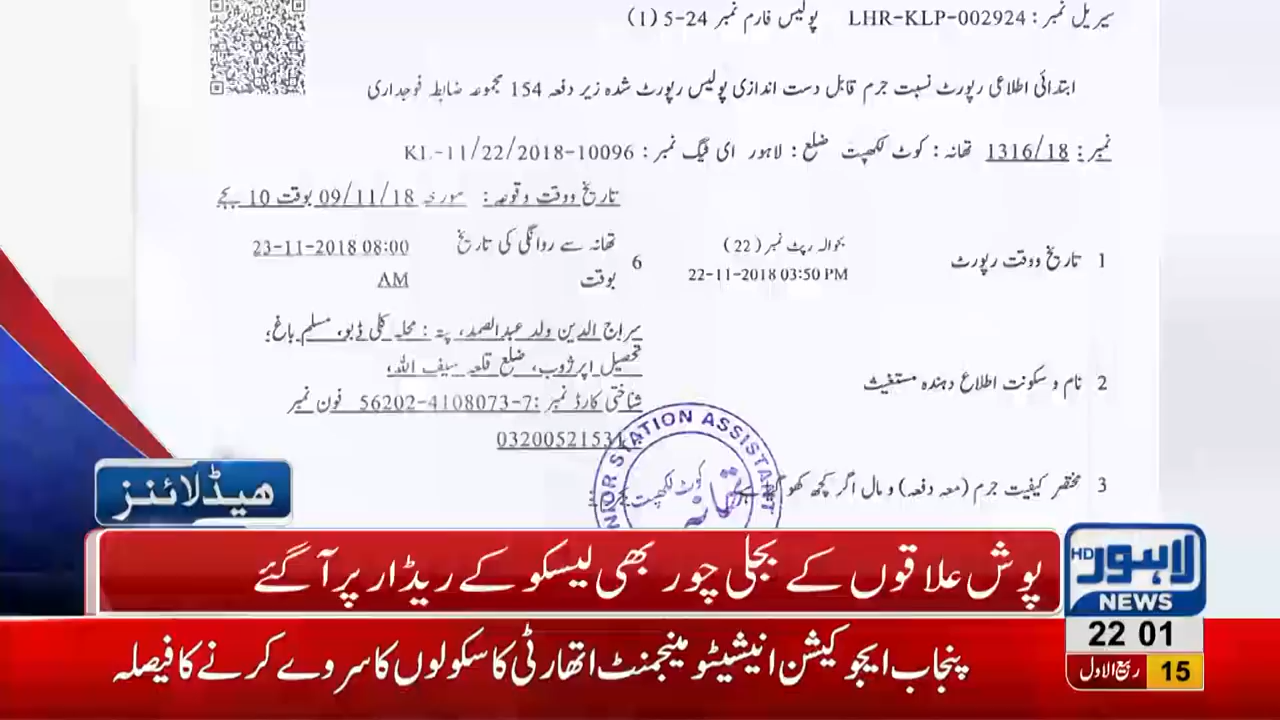 سیریل نمبر : LHR-KLP-002924 پولیس فارم نمبر 24-5 (1)
ابتدائی اطلاعی رپورٹ نسبت جرم قابل دست اندازی پولیس رپورٹ شدہ زیر دفعہ 154 مجموعہ ضابطہ فوجداری
نمبر : 1316/18 تھانہ : کوٹ لکھپت ضلع : لاہور ای ٹیگ نمبر : KL-11/22/2018-10096
تاریخ ووقت وقوعہ : مورخہ 09/11/18 بوقت 10 بجے
1 تاریخ ووقت رپورٹ
بحوالہ رپٹ نمبر ( 22 )
22-11-2018 03:50 PM
6 تھانہ سے روانگی کی تاریخ
بوقت
23-11-2018 08:00
AM
2 نام و سکونت اطلاع دہندہ مستغیث
سراج الدین ولد عبدالصمد، پتہ : محلہ کلی ڈبو، مسلم باغ،
تحصیل اپر ژوب، ضلع قلعہ سیف اللہ،
شناختی کارڈ نمبر :7-4108073-56202 فون نمبر
0320052153
3 مختصر کیفیت جرم (معہ دفعہ) و مال اگر کچھ
STATION ASSISTANT
کوٹ لکھپت
تھانہ
ھیڈلائنز
پوش علاقوں کے بجلی چور بھی لیسکو کے ریڈار پر آگئے
لاہور HD
NEWS
22 01
15 ربیع الاول
پنجاب ایجوکیشن انیشیٹو مینجمنٹ اتھارٹی کا سکولوں کا سروے کرنے کا فیصلہ